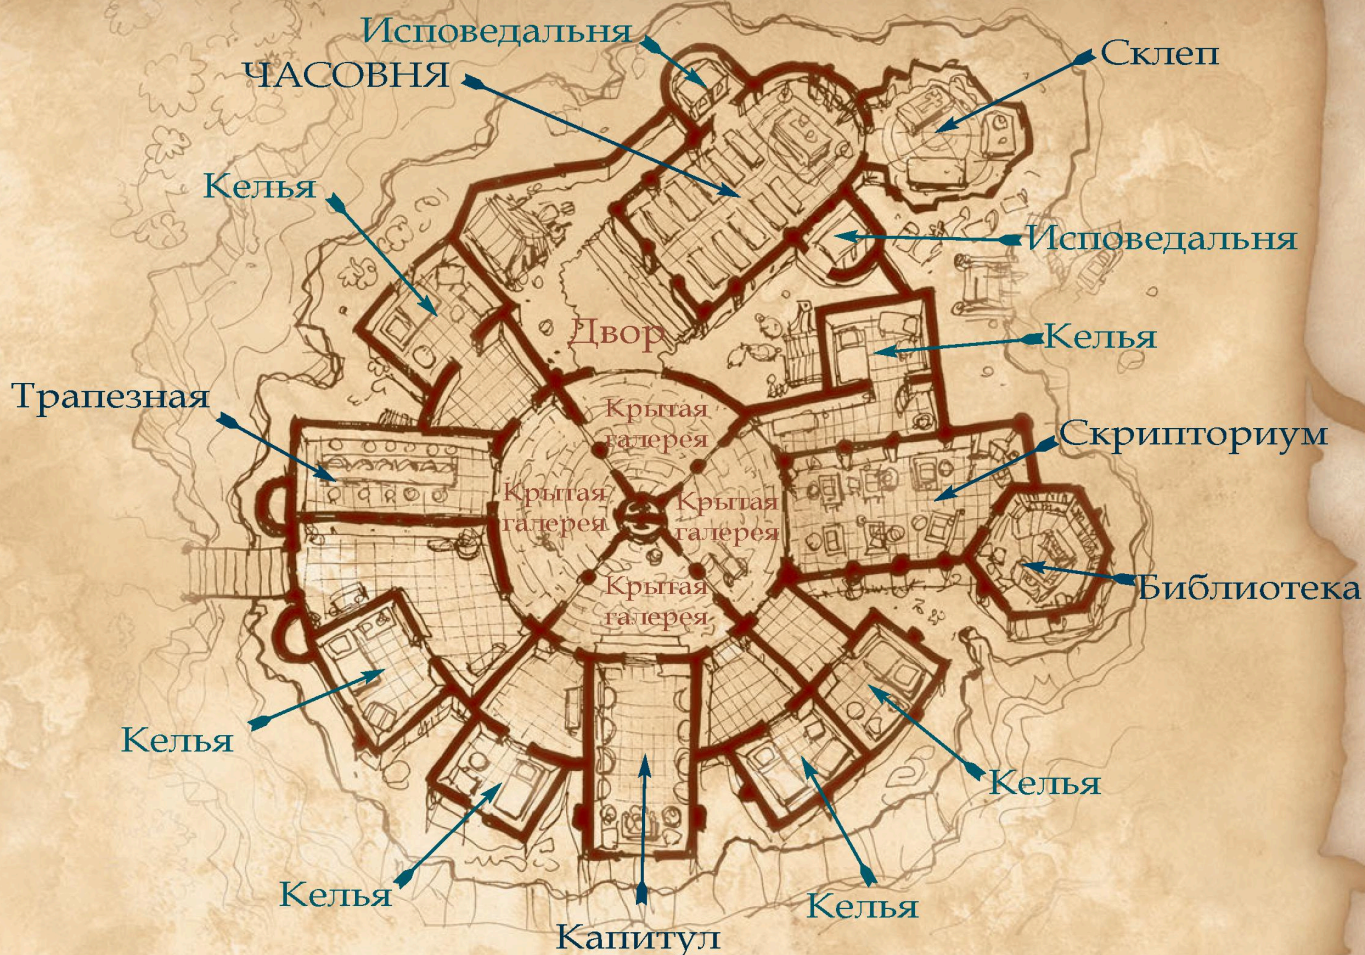 Исповедальня
ЧАСОВНЯ
Склеп
Келья
Исповедальня
Двор
Келья
Трапезная
Крытая
галерея
Скрипториум
Крытая
галерея
Крытая
галерея
Крытая
галерея
Библиотека
Келья
Келья
Келья
Келья
Капитул